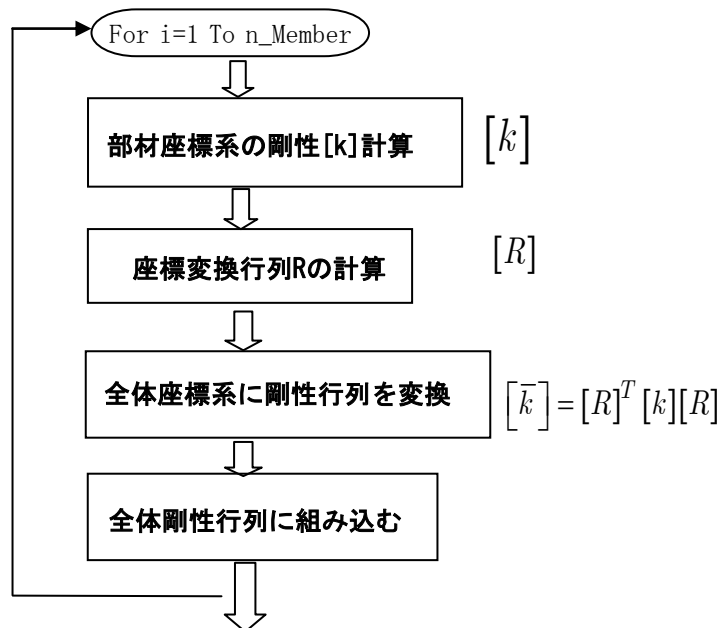 For i=1 To n_Member
部材座標系の剛性[k]計算
[k]
座標変換行列Rの計算
[R]
全体座標系に剛性行列を変換
[k̄] = [R]^T [k][R]
全体剛性行列に組み込む